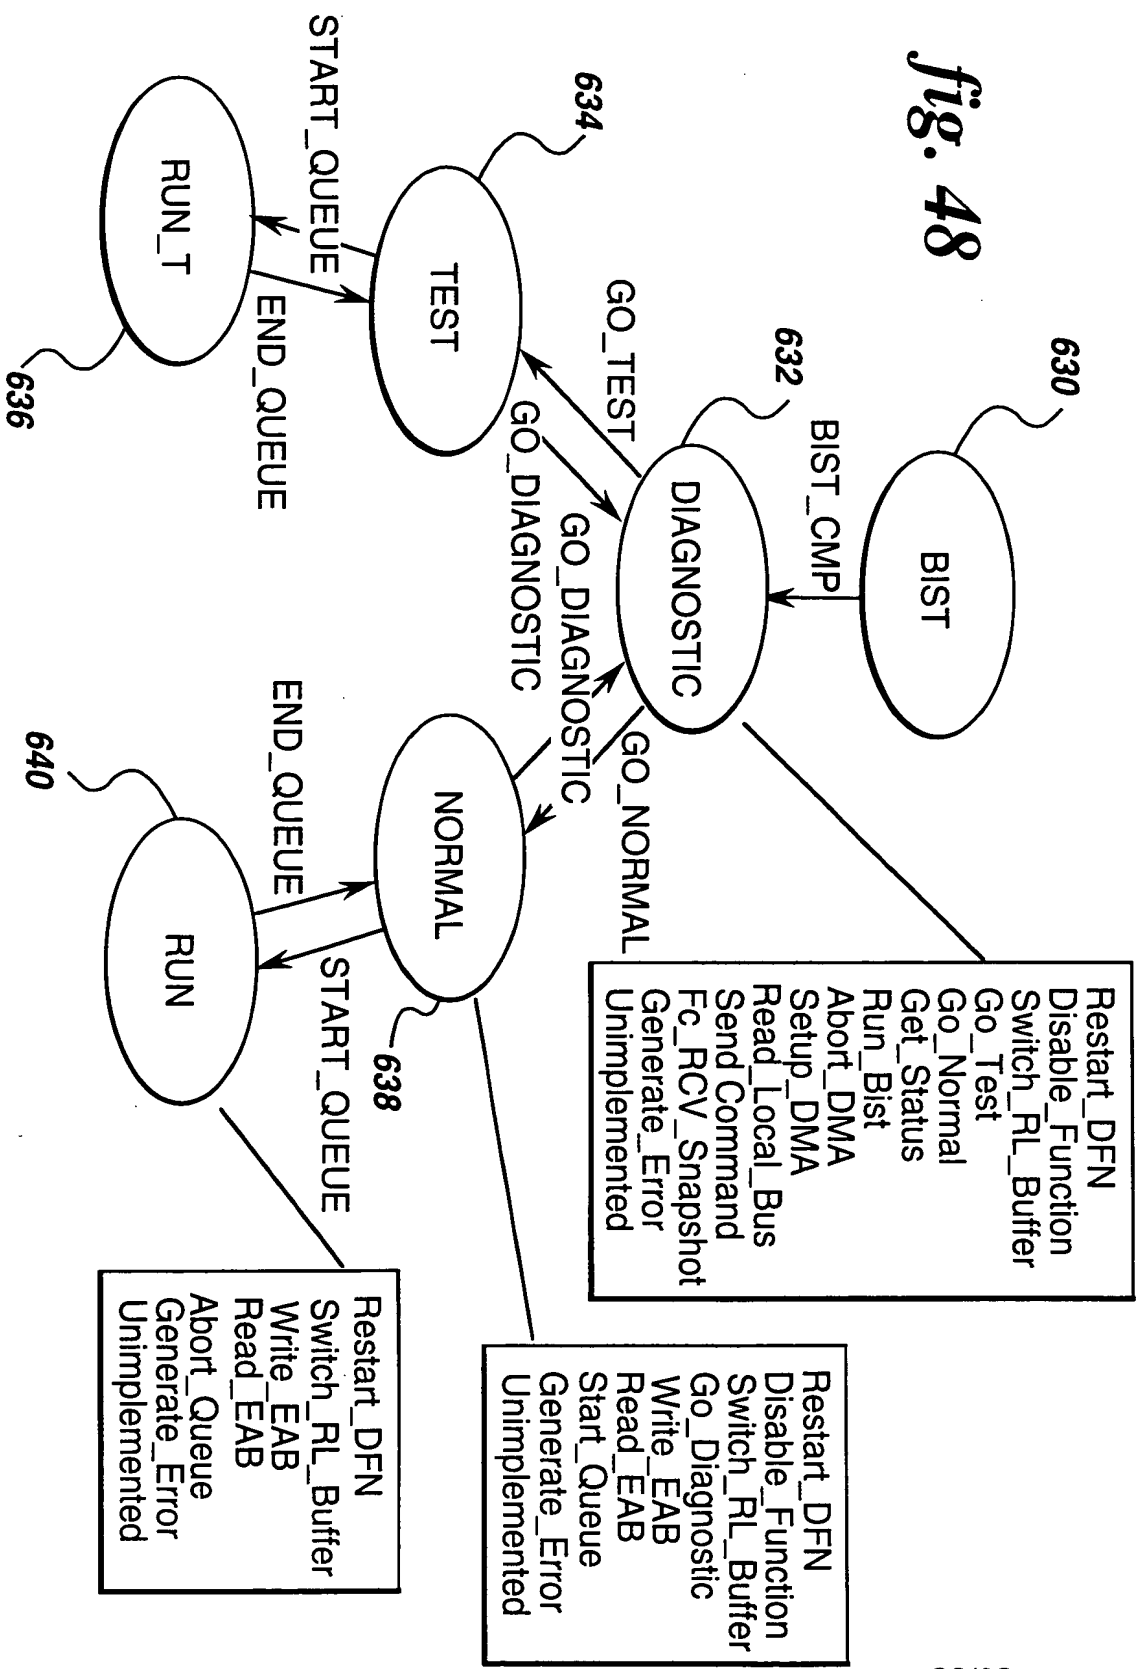 fig. 48
630
BIST
BIST_CMP
632
DIAGNOSTIC
GO_TEST
GO_DIAGNOSTIC
GO_DIAGNOSTIC
GO_NORMAL
634
TEST
START_QUEUE
END_QUEUE
RUN_T
636
NORMAL
638
END_QUEUE
START_QUEUE
640
RUN
Restart_DFN
Disable_Function
Switch_RL_Buffer
Go_Test
Go_Normal
Get_Status
Run_Bist
Abort_DMA
Setup_DMA
Read_Local_Bus
Send Command
Fc_RCV_Snapshot
Generate_Error
Unimplemented
Restart_DFN
Disable_Function
Switch_RL_Buffer
Go_Diagnostic
Write_EAB
Read_EAB
Start_Queue
Generate_Error
Unimplemented
Restart_DFN
Switch_RL_Buffer
Write_EAB
Read_EAB
Abort_Queue
Generate_Error
Unimplemented